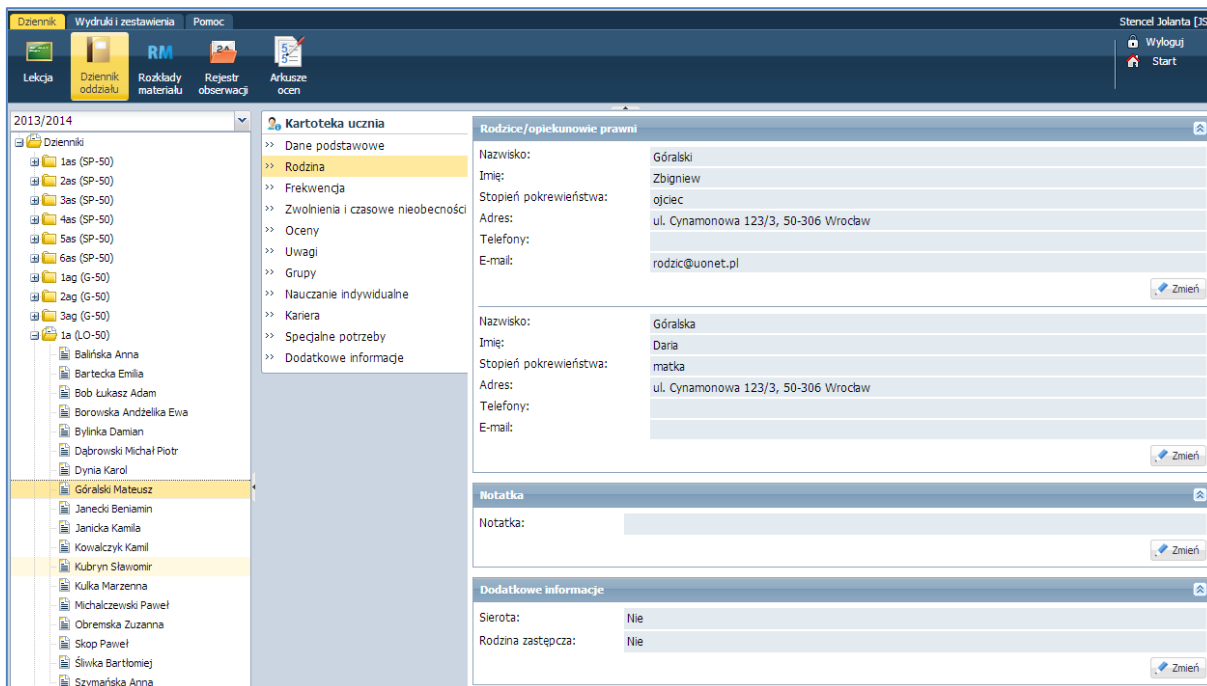 Dziennik Wydruki i zestawienia Pomoc
Stencel Jolanta [JS
Wyloguj
Start
Lekcja
Dziennik oddziału
RM
Rozkłady materiału
Rejestr obserwacji
Arkusze ocen
2013/2014
Dzienniki
1as (SP-50)
2as (SP-50)
3as (SP-50)
4as (SP-50)
5as (SP-50)
6as (SP-50)
1ag (G-50)
2ag (G-50)
3ag (G-50)
1a (LO-50)
Balińska Anna
Bartecka Emilia
Bob Łukasz Adam
Borowska Andżelika Ewa
Bylinka Damian
Dąbrowski Michał Piotr
Dynia Karol
Góralski Mateusz
Janecki Beniamin
Janicka Kamila
Kowalczyk Kamil
Kubryn Sławomir
Kulka Marzenna
Michalczewski Paweł
Obremska Zuzanna
Skop Paweł
Śliwka Bartłomiej
Szymańska Anna
Kartoteka ucznia
>> Dane podstawowe
>> Rodzina
>> Frekwencja
>> Zwolnienia i czasowe nieobecności
>> Oceny
>> Uwagi
>> Grupy
>> Nauczanie indywidualne
>> Kariera
>> Specjalne potrzeby
>> Dodatkowe informacje
Rodzice/opiekunowie prawni
Nazwisko: Góralski
Imię: Zbigniew
Stopień pokrewieństwa: ojciec
Adres: ul. Cynamonowa 123/3, 50-306 Wrocław
Telefony:
E-mail: rodzic@uonet.pl
Zmień
Nazwisko: Góralska
Imię: Daria
Stopień pokrewieństwa: matka
Adres: ul. Cynamonowa 123/3, 50-306 Wrocław
Telefony:
E-mail:
Zmień
Notatka
Notatka:
Zmień
Dodatkowe informacje
Sierota: Nie
Rodzina zastępcza: Nie
Zmień